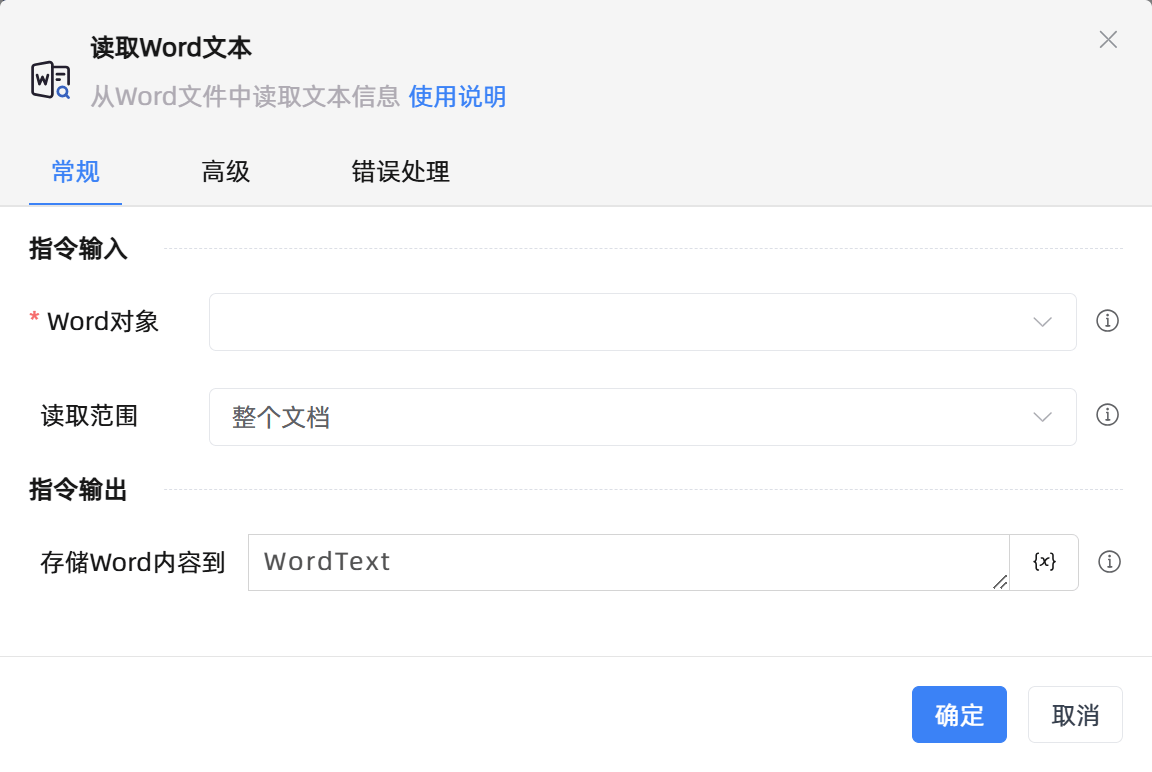 读取Word文本
从Word文件中读取文本信息 使用说明
常规 高级 错误处理
指令输入
* Word对象
读取范围 整个文档
指令输出
存储Word内容到 WordText {x}
确定 取消